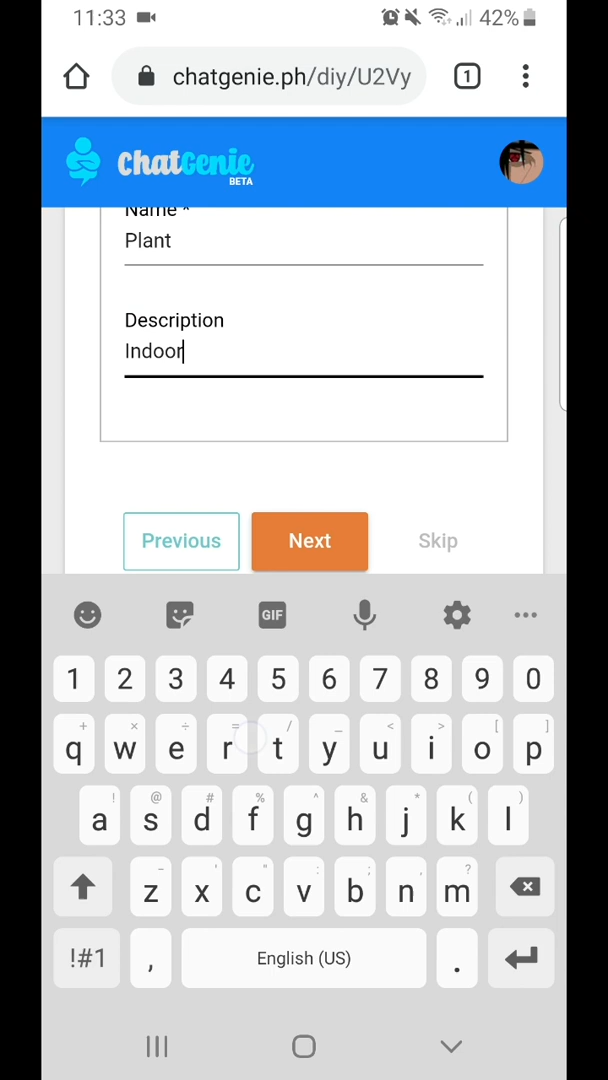 11:33 42%
chatgenie.ph/diy/U2Vy 1
ChatGenie
BETA
Name *
Plant
Description
Indoor
Previous Next Skip
GIF
1 2 3 4 5 6 7 8 9 0
+ × ÷ = / _ < > [ ]
q w e r t y u i o p
! @ # % ^ & * ( )
a s d f g h j k l
- ' " : ; , ?
z x c v b n m
!#1 , English (US) .